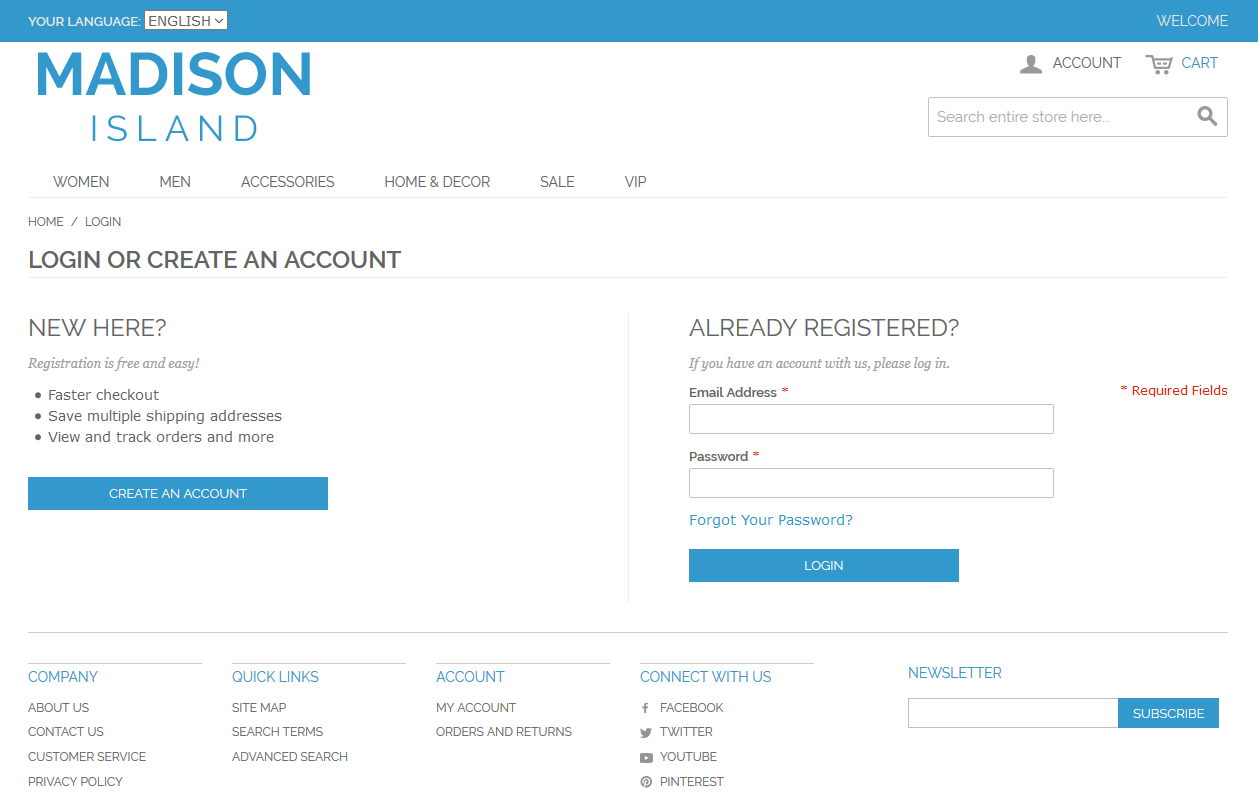 YOUR LANGUAGE: ENGLISH
WELCOME
MADISON
ISLAND
ACCOUNT
CART
Search entire store here...
WOMEN MEN ACCESSORIES HOME & DECOR SALE VIP
HOME / LOGIN
LOGIN OR CREATE AN ACCOUNT
NEW HERE?
Registration is free and easy!
Faster checkout
Save multiple shipping addresses
View and track orders and more
CREATE AN ACCOUNT
ALREADY REGISTERED?
If you have an account with us, please log in.
Email Address *
* Required Fields
Password *
Forgot Your Password?
LOGIN
COMPANY
ABOUT US
CONTACT US
CUSTOMER SERVICE
PRIVACY POLICY
QUICK LINKS
SITE MAP
SEARCH TERMS
ADVANCED SEARCH
ACCOUNT
MY ACCOUNT
ORDERS AND RETURNS
CONNECT WITH US
FACEBOOK
TWITTER
YOUTUBE
PINTEREST
NEWSLETTER
SUBSCRIBE